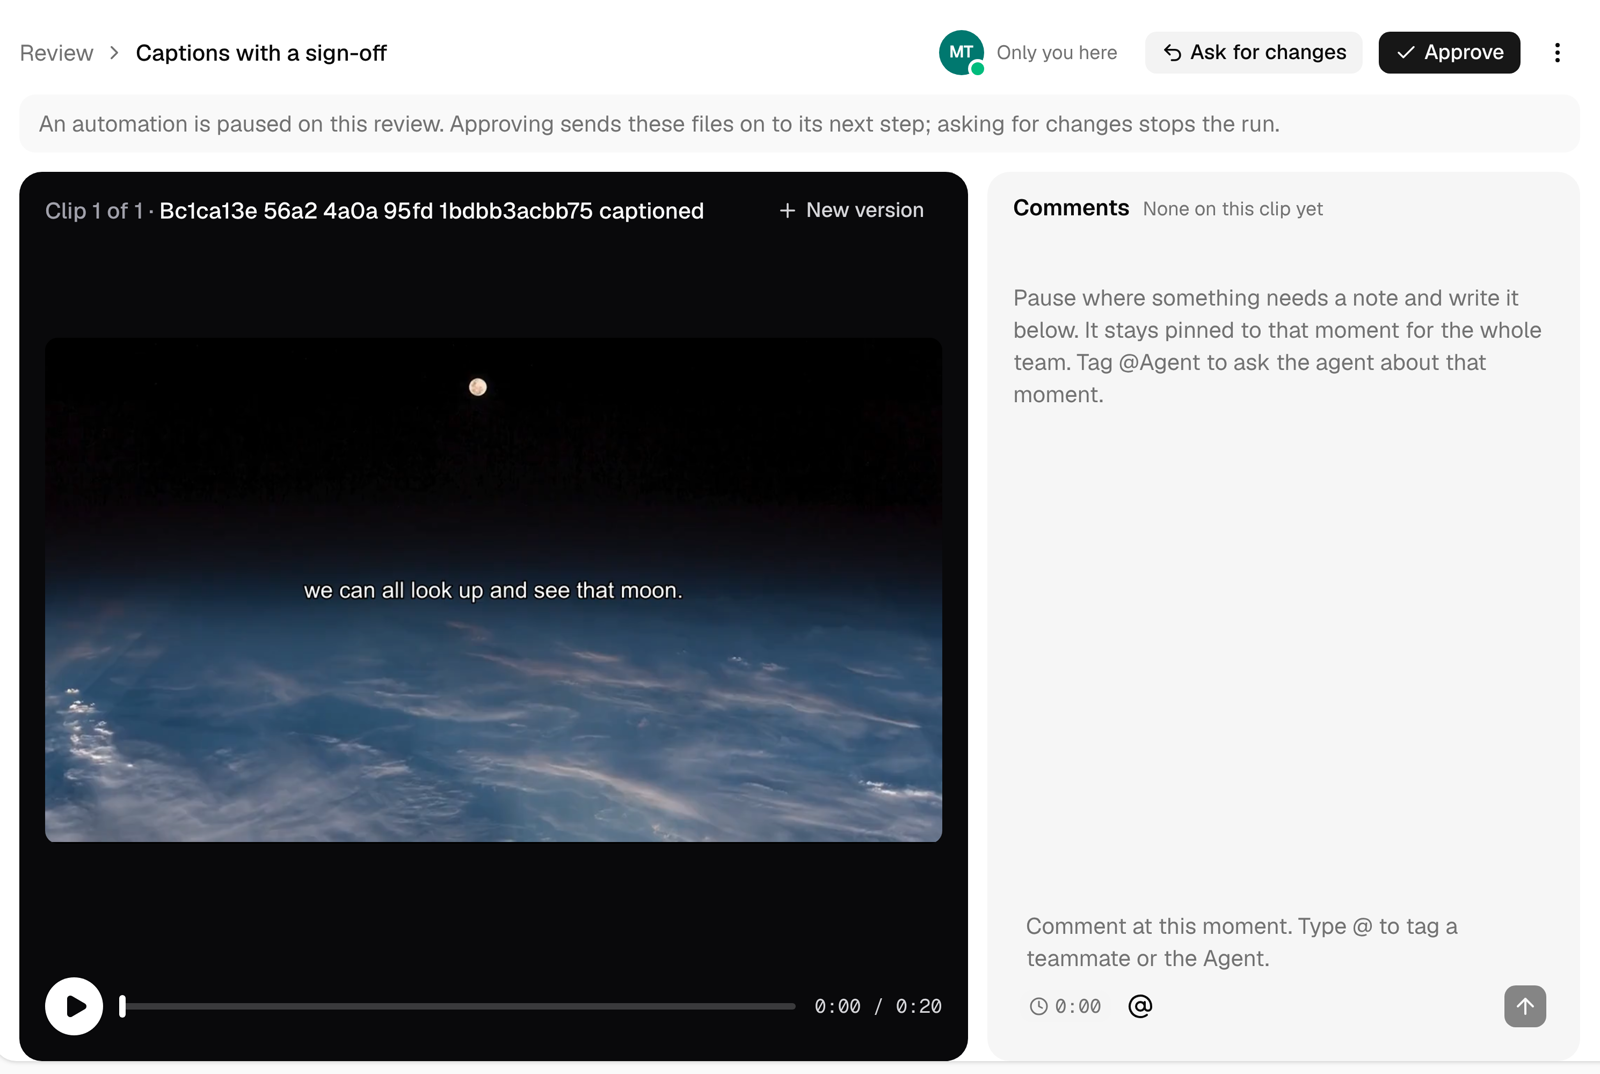 Review > Captions with a sign-off
MT Only you here Ask for changes Approve
An automation is paused on this review. Approving sends these files on to its next step; asking for changes stops the run.
Clip 1 of 1 · Bc1ca13e 56a2 4a0a 95fd 1bdbb3acbb75 captioned + New version
we can all look up and see that moon.
0:00 / 0:20
Comments None on this clip yet
Pause where something needs a note and write it
below. It stays pinned to that moment for the whole
team. Tag @Agent to ask the agent about that
moment.
Comment at this moment. Type @ to tag a
teammate or the Agent.
0:00 @